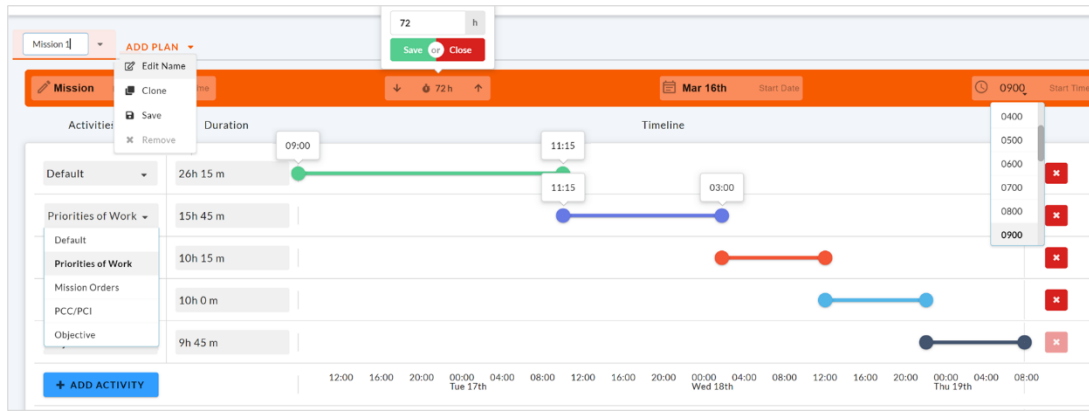 72 h
Save or Close
Mission 1
ADD PLAN
Edit Name
Clone
Save
Remove
Mission 72 h Mar 16th Start Date 0900 Start Time
0400
0500
0600
0700
0800
0900
Activities Duration Timeline
09:00 11:15
Default 26h 15 m
11:15 03:00
Priorities of Work 15h 45 m
Default
Priorities of Work
Mission Orders
PCC/PCI
Objective
10h 15 m
10h 0 m
9h 45 m
+ ADD ACTIVITY
12:00 16:00 20:00 00:00 04:00 08:00 12:00 16:00 20:00 00:00 04:00 08:00 12:00 16:00 20:00 00:00 04:00 08:00
Tue 17th Wed 18th Thu 19th